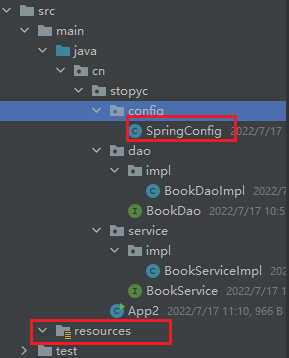 src
main
java
cn
stopyc
config
SpringConfig 2022/7/17
dao
impl
BookDaoImpl 2022/7
BookDao 2022/7/17 10:5
service
impl
BookServiceImpl 2022
BookService 2022/7/17 1
App2 2022/7/17 11:10, 966 B
resources
test